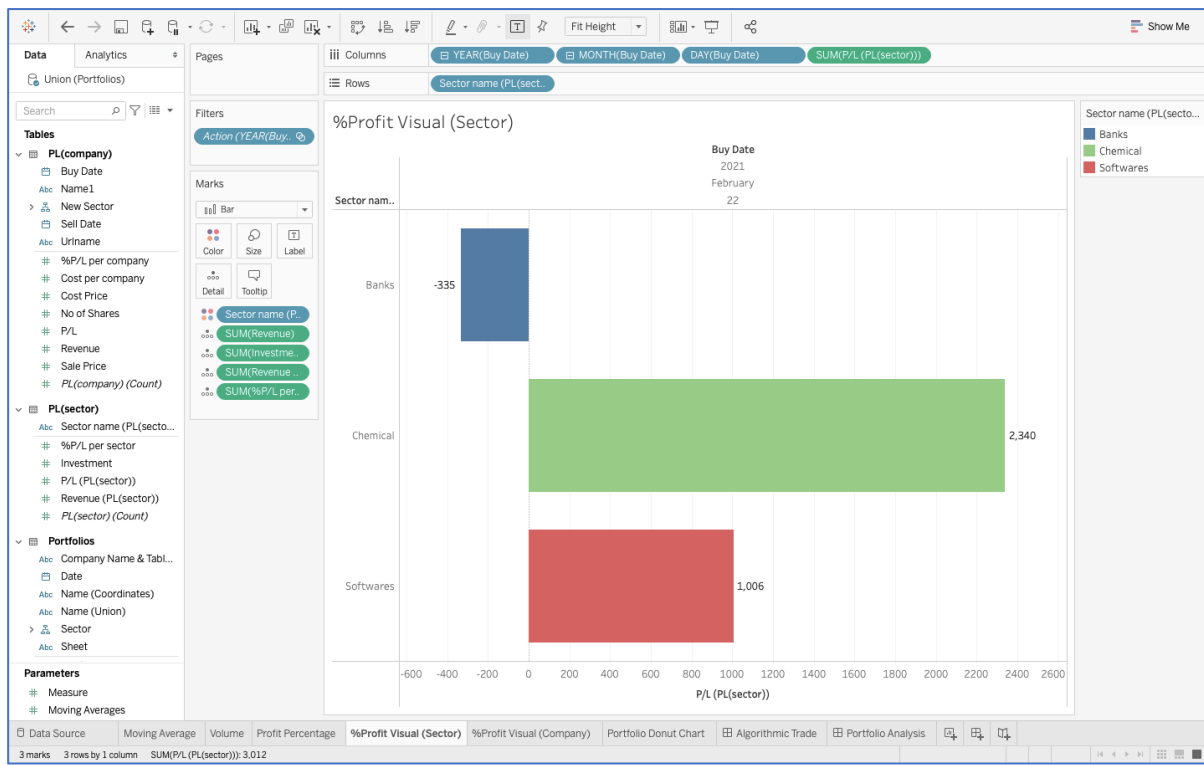 Fit Height
Show Me
Data
Analytics
Pages
Columns
YEAR(Buy Date)
MONTH(Buy Date)
DAY(Buy Date)
SUM(P/L (PL(sector)))
Union (Portfolios)
Rows
Sector name (PL(sect..
Search
Filters
Action (YEAR(Buy..
Tables
PL(company)
Buy Date
Abc Name1
New Sector
Sell Date
Abc Urlname
# %P/L per company
# Cost per company
# Cost Price
# No of Shares
# P/L
# Revenue
# Sale Price
# PL(company) (Count)
PL(sector)
Abc Sector name (PL(secto...
# %P/L per sector
# Investment
# P/L (PL(sector))
# Revenue (PL(sector))
# PL(sector) (Count)
Portfolios
Abc Company Name & Tabl...
Date
Abc Name (Coordinates)
Abc Name (Union)
Sector
Abc Sheet
Parameters
# Measure
# Moving Averages
Marks
Bar
Color
Size
Label
Detail
Tooltip
Sector name (P..
SUM(Revenue)
SUM(Investme..
SUM(Revenue ..
SUM(%P/L per..
%Profit Visual (Sector)
Buy Date
2021
February
22
Sector nam..
Banks
-335
Chemical
2,340
Softwares
1,006
-600 -400 -200 0 200 400 600 800 1000 1200 1400 1600 1800 2000 2200 2400 2600
P/L (PL(sector))
Sector name (PL(secto...
Banks
Chemical
Softwares
Data Source
Moving Average
Volume
Profit Percentage
%Profit Visual (Sector)
%Profit Visual (Company)
Portfolio Donut Chart
Algorithmic Trade
Portfolio Analysis
3 marks 3 rows by 1 column SUM(P/L (PL(sector))): 3,012